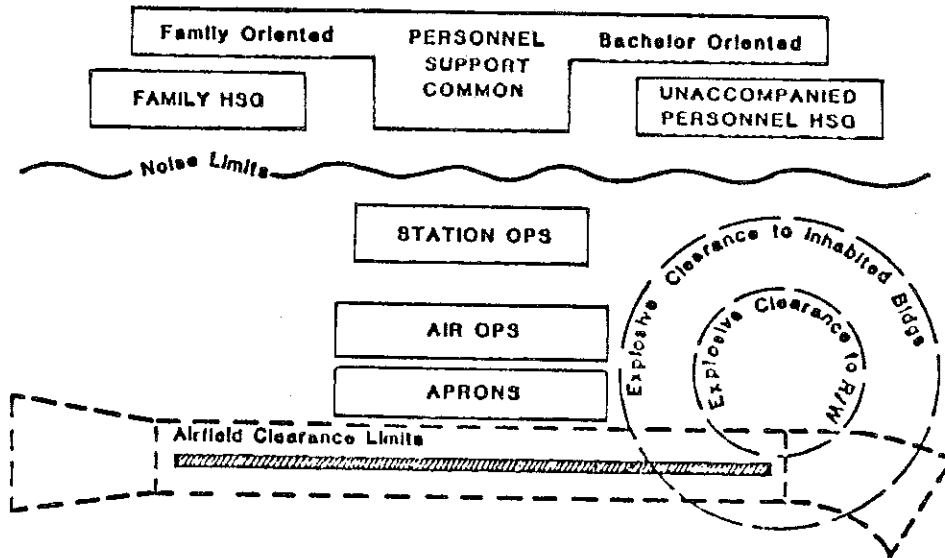 Family Oriented
PERSONNEL
SUPPORT
COMMON
Bachelor Oriented
FAMILY HSG
UNACCOMPANIED
PERSONNEL HSG
Noise Limits
STATION OPS
Explosive Clearance to Inhabited Bldgs
Explosive Clearance to R/W
AIR OPS
APRONS
Airfield Clearance Limits